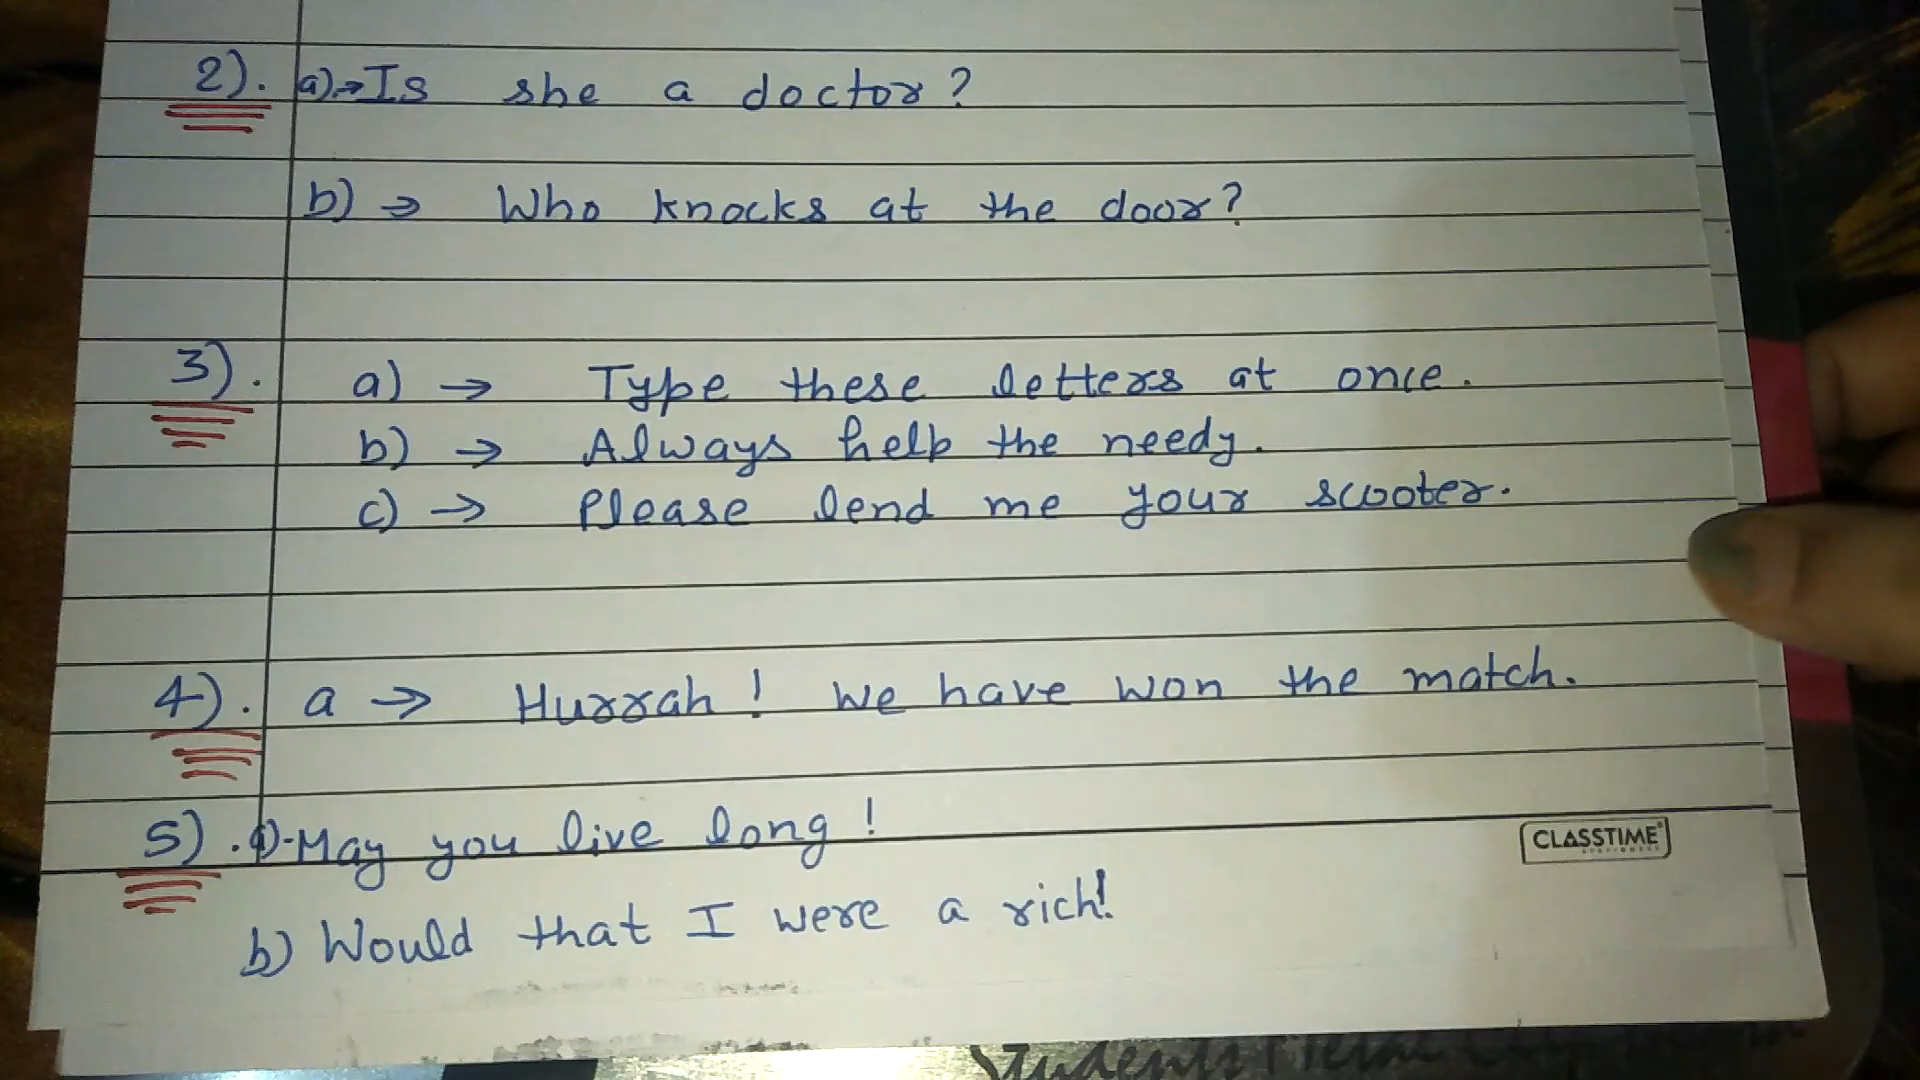 2). a).→ Is she a doctor?
b) → Who knocks at the door?
3). a) → Type these letters at once.
b) → Always help the needy.
c) → Please lend me your scooter.
4). a → Hurrah! We have won the match.
5). a)-May you live long!
CLASSTIME
b) Would that I were a rich!
Students